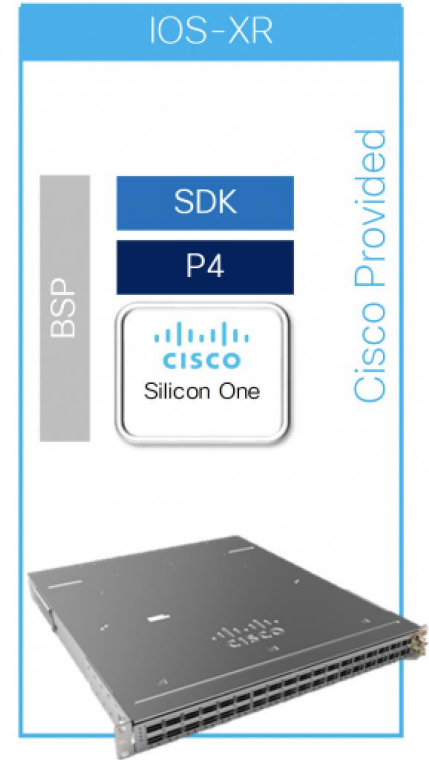 IOS-XR
Cisco Provided
SDK
P4
BSP
CISCO
Silicon One
CISCO